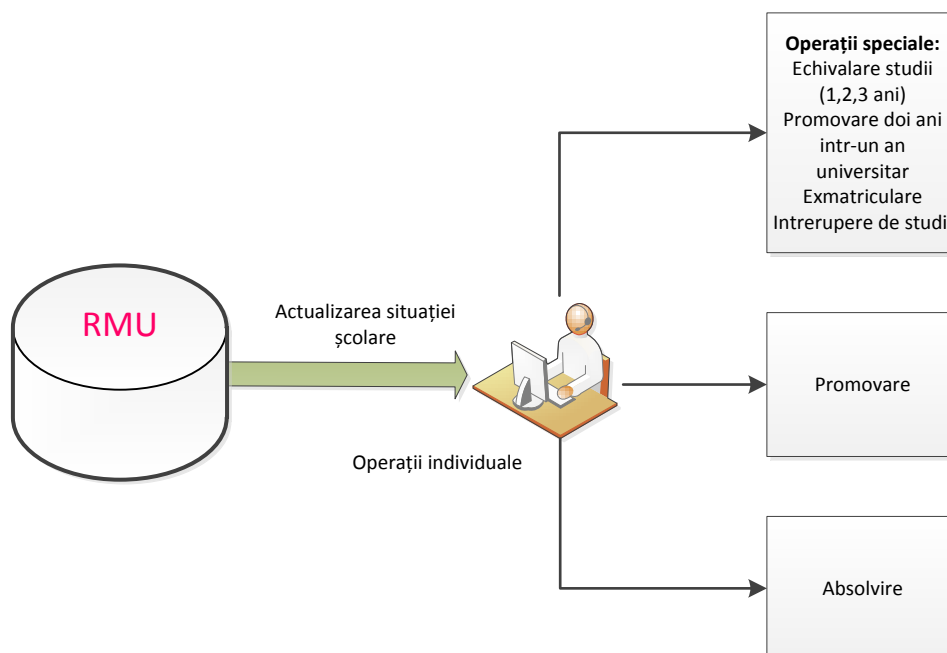 Operații speciale:
Echivalare studii
(1,2,3 ani)
Promovare doi ani
intr-un an
universitar
Exmatriculare
Intrerupere de studi
RMU
Actualizarea situației
școlare
Promovare
Operații individuale
Absolvire